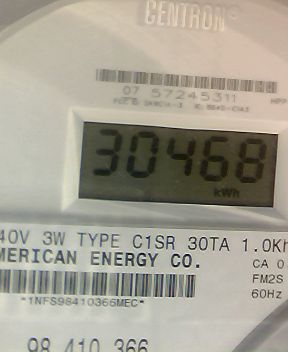 CENTRON
07 57245311
30468
kWh
40V 3W TYPE C1SR 30TA 1.0Kh
MERICAN ENERGY CO.
CA 0
FM2S
*1NFS98410366MEC*
60Hz
98 410 366